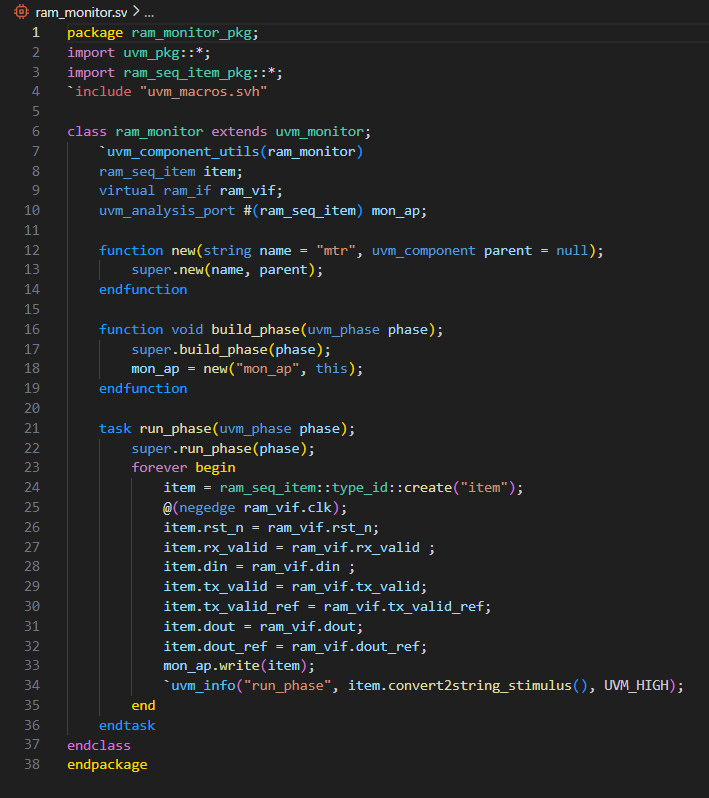 ram_monitor.sv > ...
1 package ram_monitor_pkg;
2 import uvm_pkg::*;
3 import ram_seq_item_pkg::*;
4 `include "uvm_macros.svh"
5
6 class ram_monitor extends uvm_monitor;
7     `uvm_component_utils(ram_monitor)
8     ram_seq_item item;
9     virtual ram_if ram_vif;
10     uvm_analysis_port #(ram_seq_item) mon_ap;
11
12     function new(string name = "mtr", uvm_component parent = null);
13         super.new(name, parent);
14     endfunction
15
16     function void build_phase(uvm_phase phase);
17         super.build_phase(phase);
18         mon_ap = new("mon_ap", this);
19     endfunction
20
21     task run_phase(uvm_phase phase);
22         super.run_phase(phase);
23         forever begin
24             item = ram_seq_item::type_id::create("item");
25             @(negedge ram_vif.clk);
26             item.rst_n = ram_vif.rst_n;
27             item.rx_valid = ram_vif.rx_valid ;
28             item.din = ram_vif.din ;
29             item.tx_valid = ram_vif.tx_valid;
30             item.tx_valid_ref = ram_vif.tx_valid_ref;
31             item.dout = ram_vif.dout;
32             item.dout_ref = ram_vif.dout_ref;
33             mon_ap.write(item);
34             `uvm_info("run_phase", item.convert2string_stimulus(), UVM_HIGH);
35         end
36     endtask
37 endclass
38 endpackage